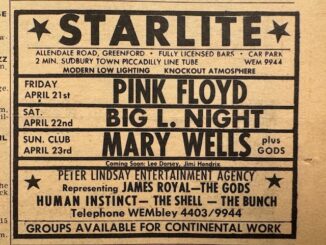 ★ STARLITE ★
ALLENDALE ROAD, GREENFORD • FULLY LICENSED BARS • CAR PARK
2 MIN. SUDBURY TOWN PICCADILLY LINE TUBE WEM 9944
MODERN LOW LIGHTING KNOCKOUT ATMOSPHERE
FRIDAY
APRIL 21st
PINK FLOYD
SAT.
APRIL 22nd
BIG L. NIGHT
SUN. CLUB
APRIL 23rd
MARY WELLS plus
GODS
Coming Soon: Lee Dorsey, Jimi Hendrix
★ PETER LINDSAY ENTERTAINMENT AGENCY ★
Representing JAMES ROYAL—THE GODS
HUMAN INSTINCT — THE SHELL — THE BUNCH
Telephone WEMbley 4403/9944
GROUPS AVAILABLE FOR CONTINENTAL WORK